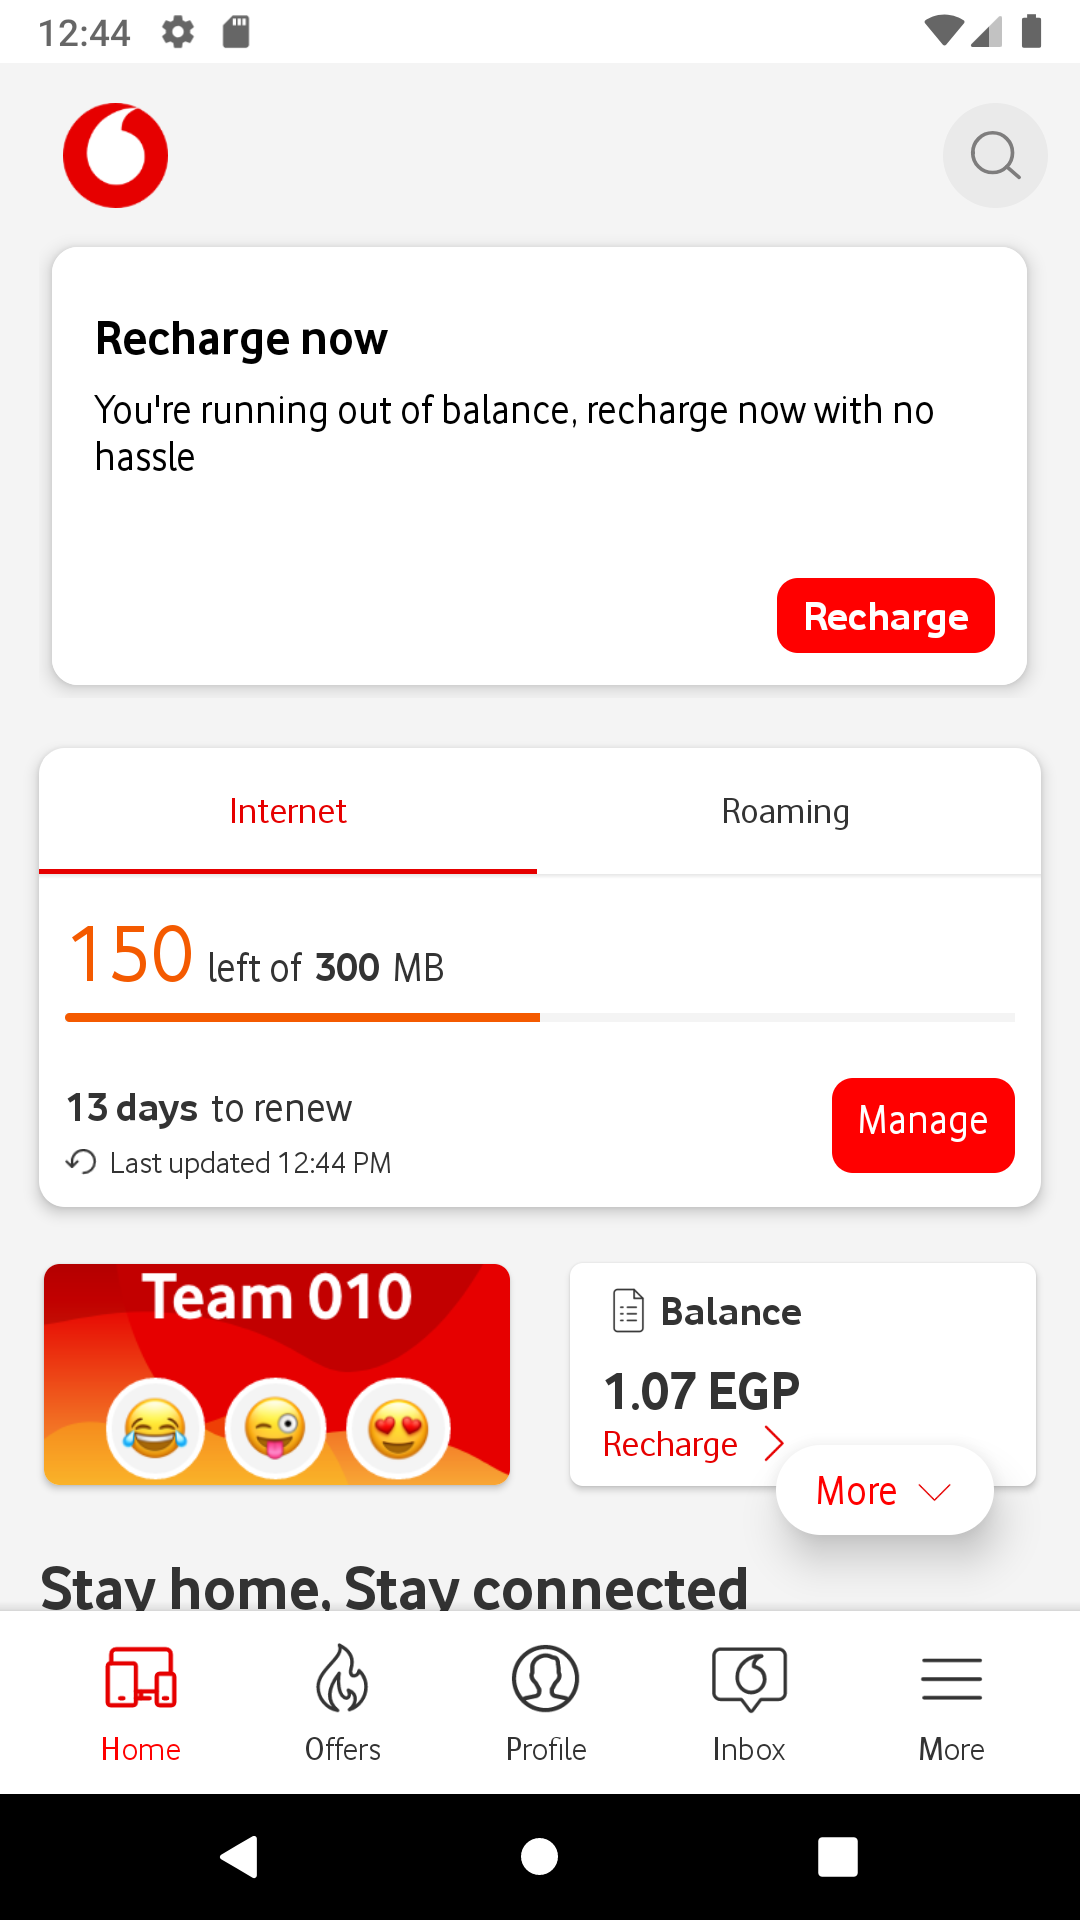 12:44
Recharge now
You're running out of balance, recharge now with no
hassle
Recharge
Internet
Roaming
150 left of 300 MB
13 days to renew
Manage
Last updated 12:44 PM
Team 010
Balance
1.07 EGP
Recharge
More
Stay home, Stay connected
Home
Offers
Profile
Inbox
More